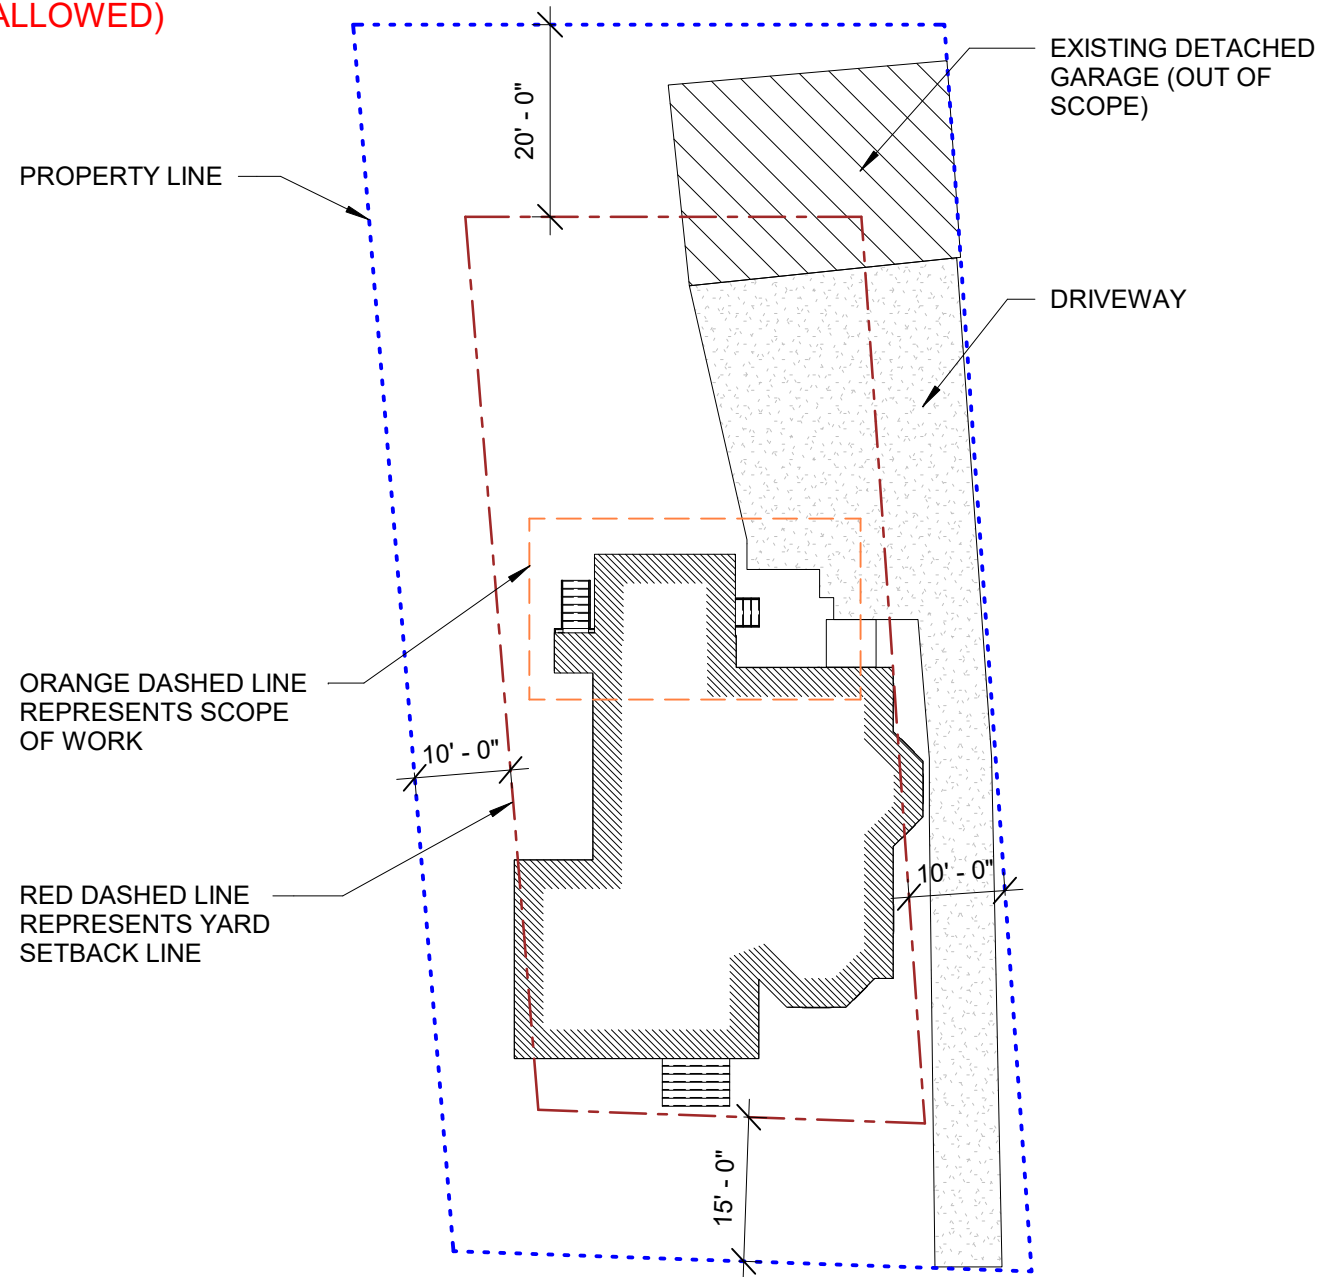 ALLOWED)
EXISTING DETACHED
GARAGE (OUT OF
SCOPE)
20' - 0"
PROPERTY LINE
DRIVEWAY
ORANGE DASHED LINE
REPRESENTS SCOPE
OF WORK
10' - 0"
RED DASHED LINE
REPRESENTS YARD
SETBACK LINE
10' - 0"
15' - 0"